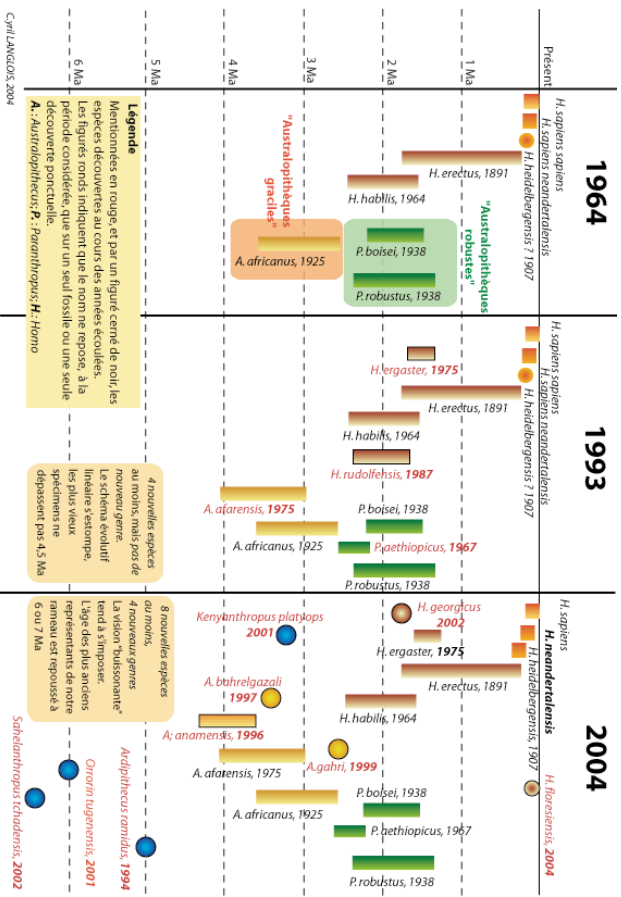 1964
1993
2004
Présent
1 Ma
2 Ma
3 Ma
4 Ma
5 Ma
6 Ma
H. sapiens sapiens
H. sapiens neandertalensis
H. heidelbergensis ? 1907
H. erectus, 1891
H. habilis, 1964
"Australopithèques
robustes"
P. boisei, 1938
P. robustus, 1938
"Australopithèques
graciles"
A. africanus, 1925
Légende
Mentionnées en rouge, et par un figuré cerné de noir, les
espèces découvertes au cours des années écoulées.
Les figurés ronds indiquent que le nom ne repose, à la
période considérée, que sur un seul fossile ou une seule
découverte ponctuelle.
A. : Australopithecus; P. : Paranthropus; H. : Homo
H. sapiens sapiens
H. sapiens neandertalensis
H. heidelbergensis ? 1907
H. ergaster, 1975
H. erectus, 1891
H. habilis, 1964
H. rudolfensis, 1987
A. afarensis, 1975
P. boisei, 1938
A. africanus, 1925
P. aethiopicus, 1967
P. robustus, 1938
4 nouvelles espèces
au moins, mais pas de
nouveau genre.
Le schéma évolutif
linéaire s'estompe,
les plus vieux
spécimens ne
dépassent pas 4,5 Ma
H. sapiens
H. neandertalensis
H. heidelbergensis, 1907
H. floresiensis, 2004
H. georgicus
2002
H. ergaster, 1975
H. erectus, 1891
H. habilis, 1964
Kenyanthropus platyops
2001
A. bahrelgazali
1997
A; anamensis, 1996
A.gahri, 1999
A. afarensis, 1975
P. boisei, 1938
A. africanus, 1925
P. aethiopicus, 1967
P. robustus, 1938
8 nouvelles espèces
au moins,
4 nouveaux genres
La vision "buissonante"
tend à s'imposer.
L'âge des plus anciens
représentants de notre
rameau est repoussé à
6 ou 7 Ma
Ardipithecus ramidus, 1994
Orrorin tugenensis, 2001
Sahelanthropus tchadensis, 2002
Cyril LANGLOIS, 2004